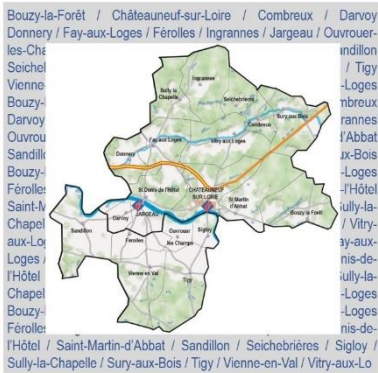 Bouzy-la-Forêt / Châteauneuf-sur-Loire / Combreux / Darvoy
Donnery / Fay-aux-Loges / Férolles / Ingrannes / Jargeau / Ouvrouer-
les-Cha
andillon
Seichel
/ Tigy
Vienne-
-Loges
Bouzy-l
mbreux
Darvoy
rannes
Ouvrou
d'Abbat
Sandillo
ux-Bois
Bouzy-l
-Loges
Férolles
-l'Hôtel
Saint-M
Sully-la-
Chapel
/ Vitry-
aux-Log
ay-aux-
Loges /
nis-de-
l'Hôtel
ully-la-
Chapel
-Loges
Bouzy-l
-Loges
Férolles
nis-de-
l'Hôtel / Saint-Martin-d'Abbat / Sandillon / Seichebrières / Sigloy /
Sully-la-Chapelle / Sury-aux-Bois / Tigy / Vienne-en-Val / Vitry-aux-Lo
Ingrannes
Sully la
Chapelle
Seichebrières
Combreux
Sury aux Bois
Fay aux Loges
Vitry aux Loges
Donnery
St Denis de l'Hôtel
CHATEAUNEUF
SUR LOIRE
St Martin
d'Abbat
Bouzy la Forêt
JARGEAU
Darvoy
Sandillon
Férolles
Ouvrouer
les Champs
Sigloy
Vienne en Val
Tigy